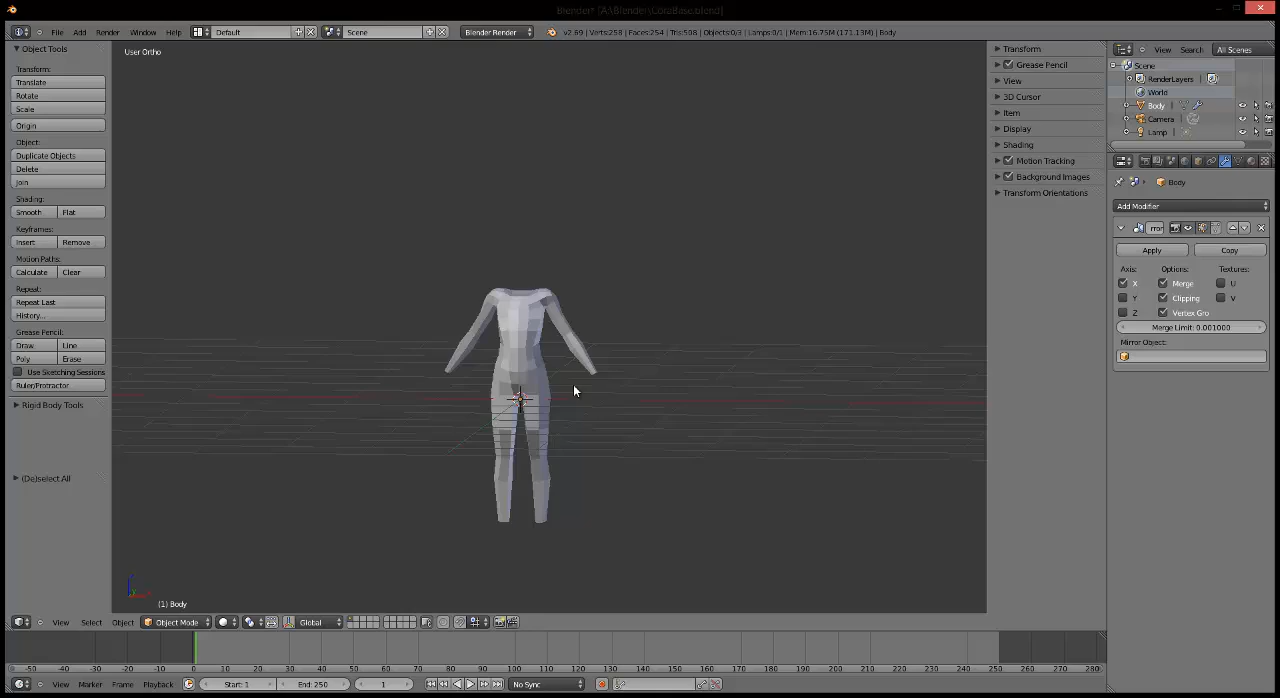 Blender* [A:\Blender\CoraBase.blend]
File Add Render Window Help Default Scene Blender Render v2.69 | Verts:258 | Faces:254 | Tris:508 | Objects:0/3 | Lamps:0/1 | Mem:16.75M (171.13M) | Body
Object Tools
Transform:
Translate
Rotate
Scale
Origin
Object:
Duplicate Objects
Delete
Join
Shading:
Smooth Flat
Keyframes:
Insert Remove
Motion Paths:
Calculate Clear
Repeat:
Repeat Last
History...
Grease Pencil:
Draw Line
Poly Erase
Use Sketching Sessions
Ruler/Protractor
Rigid Body Tools
(De)select All
User Ortho
(1) Body
Transform
Grease Pencil
View
3D Cursor
Item
Display
Shading
Motion Tracking
Background Images
Transform Orientations
View Search All Scenes
Scene
RenderLayers
World
Body
Camera
Lamp
Body
Add Modifier
rror
Apply Copy
Axis: Options: Textures:
X Merge U
Y Clipping V
Z Vertex Gro
Merge Limit: 0.001000
Mirror Object:
View Select Object Object Mode Global
-50 -40 -30 -20 -10 0 10 20 30 40 50 60 70 80 90 100 110 120 130 140 150 160 170 180 190 200 210 220 230 240 250 260 270 280
View Marker Frame Playback Start: 1 End: 250 1 No Sync